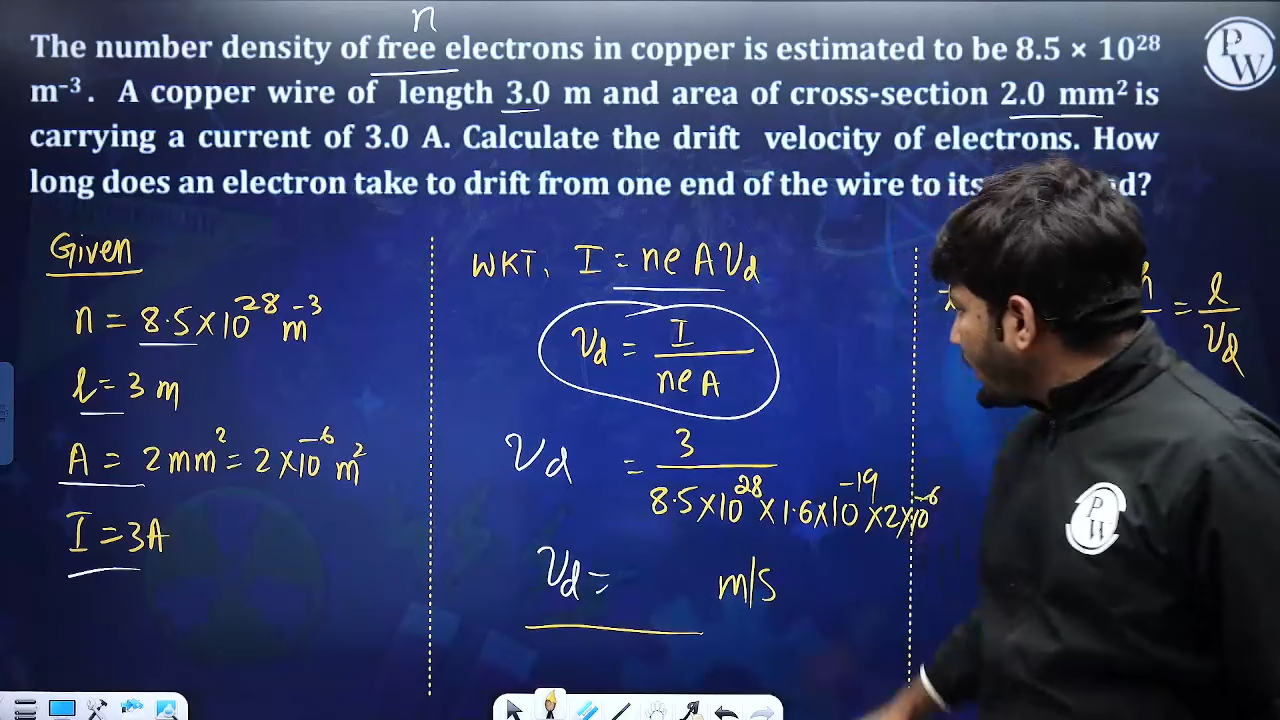 n
The number density of free electrons in copper is estimated to be 8.5 × 10²⁸
m⁻³. A copper wire of length 3.0 m and area of cross-section 2.0 mm² is
carrying a current of 3.0 A. Calculate the drift velocity of electrons. How
long does an electron take to drift from one end of the wire to its
PW
Given
n = 8.5×10²⁸ m⁻³
l = 3 m
A = 2mm² = 2×10⁻⁶ m²
I = 3A
WKT, I = neAVd
Vd = I/neA
Vd = 3/8.5×10²⁸×1.6×10⁻¹⁹×2×10⁻⁶
Vd = m/s
= l/Vd
PW